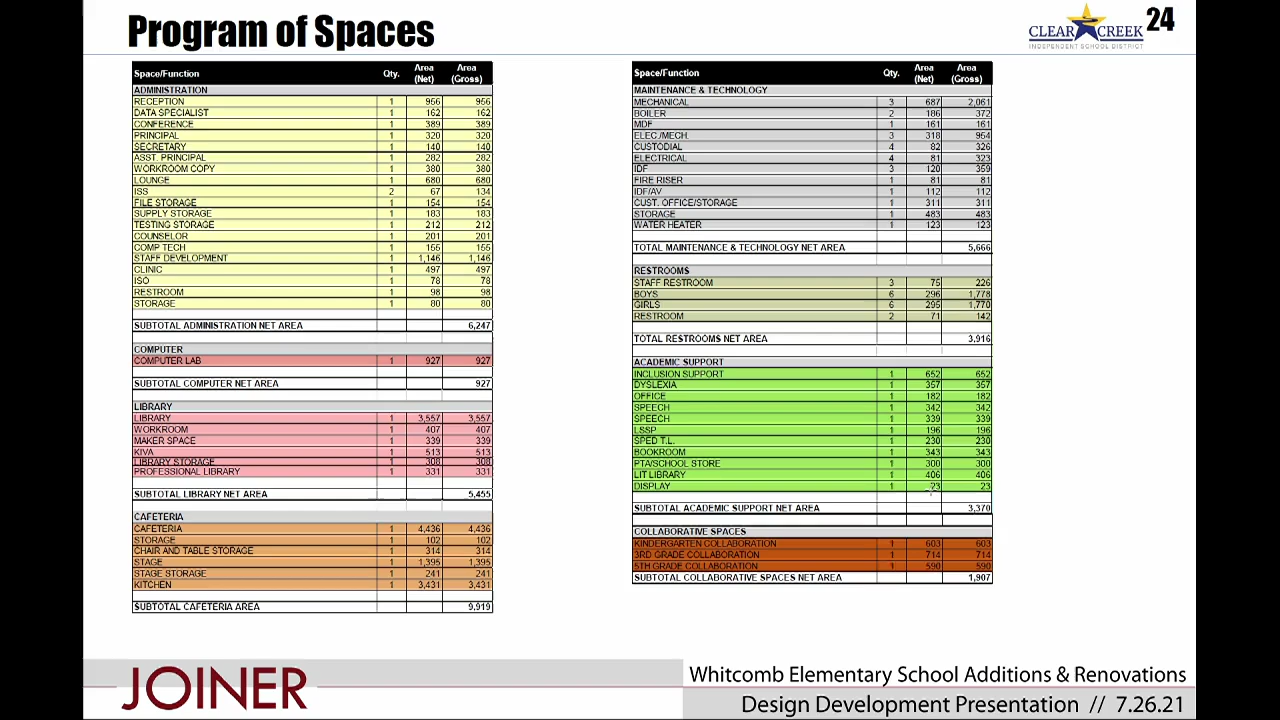 Program of Spaces
CLEAR CREEK
INDEPENDENT SCHOOL DISTRICT
24
Space/Function Qty. Area (Net) Area (Gross)
ADMINISTRATION
RECEPTION 1 956 956
DATA SPECIALIST 1 162 162
CONFERENCE 1 389 389
PRINCIPAL 1 320 320
SECRETARY 1 140 140
ASST. PRINCIPAL 1 282 282
WORKROOM COPY 1 380 380
LOUNGE 1 680 680
ISS 2 67 134
FILE STORAGE 1 154 154
SUPPLY STORAGE 1 183 183
TESTING STORAGE 1 212 212
COUNSELOR 1 201 201
COMP TECH 1 155 155
STAFF DEVELOPMENT 1 1,146 1,146
CLINIC 1 497 497
ISO 1 78 78
RESTROOM 1 98 98
STORAGE 1 80 80
SUBTOTAL ADMINISTRATION NET AREA 6,247
COMPUTER
COMPUTER LAB 1 927 927
SUBTOTAL COMPUTER NET AREA 927
LIBRARY
LIBRARY 1 3,557 3,557
WORKROOM 1 407 407
MAKER SPACE 1 339 339
KIVA 1 513 513
LIBRARY STORAGE 1 308 308
PROFESSIONAL LIBRARY 1 331 331
SUBTOTAL LIBRARY NET AREA 5,455
CAFETERIA
CAFETERIA 1 4,436 4,436
STORAGE 1 102 102
CHAIR AND TABLE STORAGE 1 314 314
STAGE 1 1,395 1,395
STAGE STORAGE 1 241 241
KITCHEN 1 3,431 3,431
SUBTOTAL CAFETERIA AREA 9,919
Space/Function Qty. Area (Net) Area (Gross)
MAINTENANCE & TECHNOLOGY
MECHANICAL 3 687 2,061
BOILER 2 186 372
MDF 1 161 161
ELEC./MECH. 3 318 954
CUSTODIAL 4 82 326
ELECTRICAL 4 81 323
IDF 3 120 359
FIRE RISER 1 81 81
IDF/AV 1 112 112
CUST. OFFICE/STORAGE 1 311 311
STORAGE 1 483 483
WATER HEATER 1 123 123
TOTAL MAINTENANCE & TECHNOLOGY NET AREA 5,666
RESTROOMS
STAFF RESTROOM 3 75 226
BOYS 6 296 1,778
GIRLS 6 295 1,770
RESTROOM 2 71 142
TOTAL RESTROOMS NET AREA 3,916
ACADEMIC SUPPORT
INCLUSION SUPPORT 1 652 652
DYSLEXIA 1 357 357
OFFICE 1 182 182
SPEECH 1 342 342
SPEECH 1 339 339
LSSP 1 196 196
SPED T.L. 1 230 230
BOOKROOM 1 343 343
PTA/SCHOOL STORE 1 300 300
LIT LIBRARY 1 406 406
DISPLAY 1 23 23
SUBTOTAL ACADEMIC SUPPORT NET AREA 3,370
COLLABORATIVE SPACES
KINDERGARTEN COLLABORATION 1 603 603
3RD GRADE COLLABORATION 1 714 714
5TH GRADE COLLABORATION 1 590 590
SUBTOTAL COLLABORATIVE SPACES NET AREA 1,907
JOINER
Whitcomb Elementary School Additions & Renovations
Design Development Presentation // 7.26.21